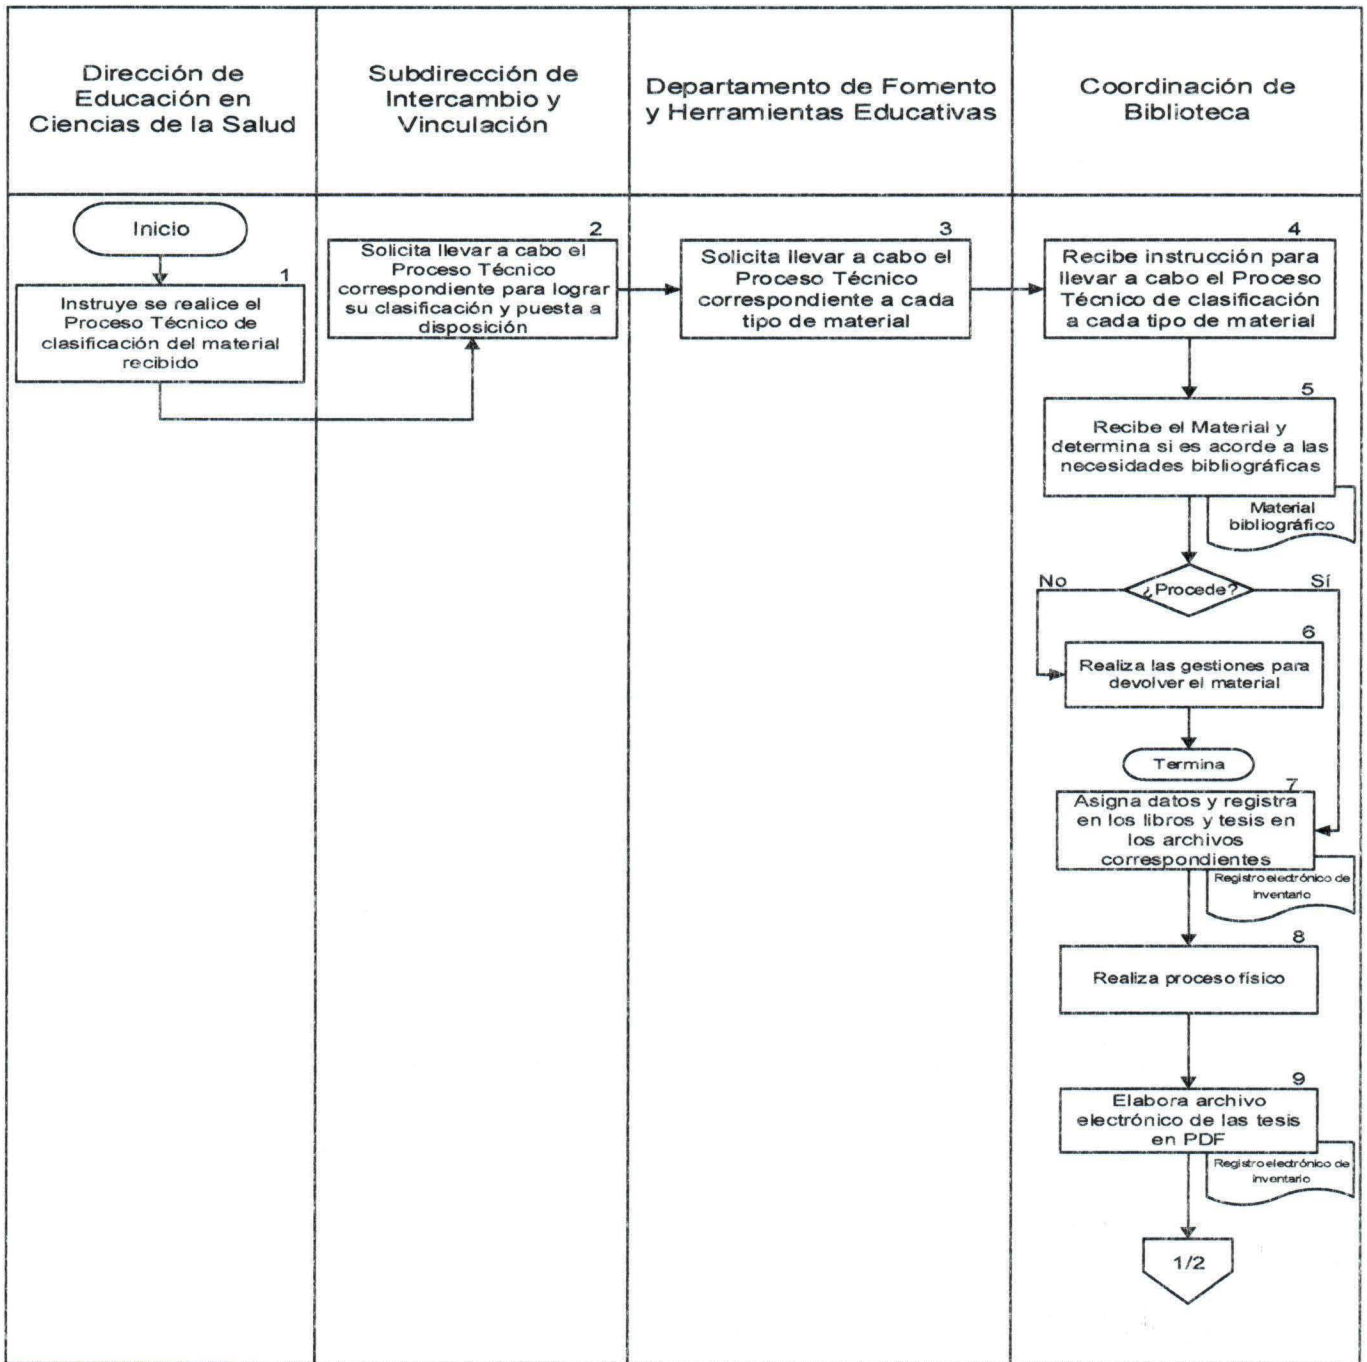 Dirección de
Educación en
Ciencias de la Salud
Subdirección de
Intercambio y
Vinculación
Departamento de Fomento
y Herramientas Educativas
Coordinación de
Biblioteca
Inicio
1
Instruye se realice el
Proceso Técnico de
clasificación del material
recibido
2
Solicita llevar a cabo el
Proceso Técnico
correspondiente para lograr
su clasificación y puesta a
disposición
3
Solicita llevar a cabo el
Proceso Técnico
correspondiente a cada
tipo de material
4
Recibe instrucción para
llevar a cabo el Proceso
Técnico de clasificación
a cada tipo de material
5
Recibe el Material y
determina si es acorde a las
necesidades bibliográficas
Material
bibliográfico
No
¿Procede?
Sí
6
Realiza las gestiones para
devolver el material
Termina
7
Asigna datos y registra
en los libros y tesis en
los archivos
correspondientes
Registro electrónico de
inventario
8
Realiza proceso físico
9
Elabora archivo
electrónico de las tesis
en PDF
Registro electrónico de
inventario
1/2